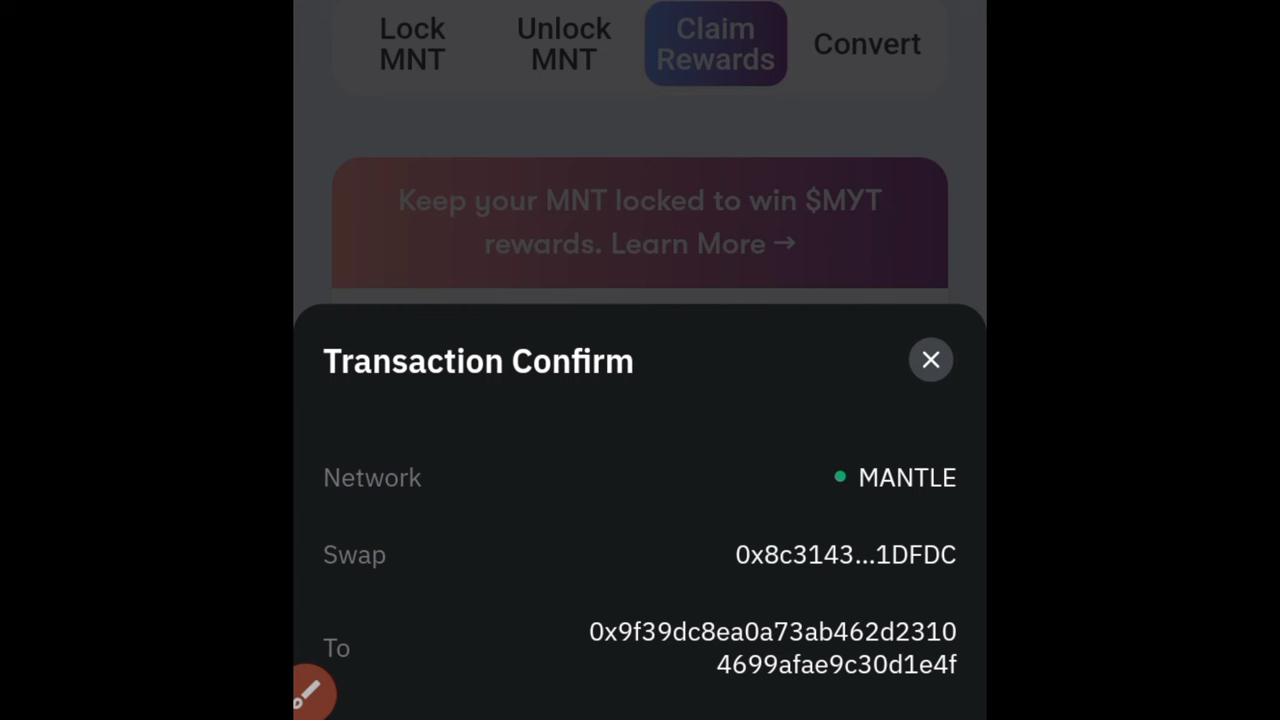 Lock
MNT
Unlock
MNT
Claim
Rewards
Convert
Keep your MNT locked to win $MYT
rewards. Learn More →
Transaction Confirm
Network
MANTLE
Swap
0x8c3143...1DFDC
To
0x9f39dc8ea0a73ab462d2310
4699afae9c30d1e4f